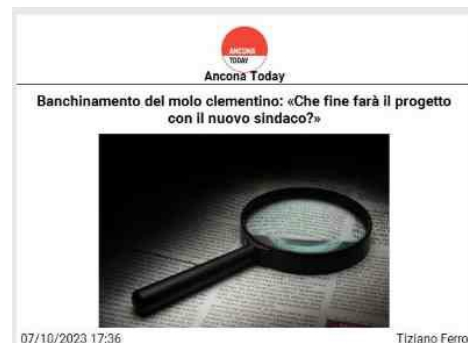 ANCONA
TODAY
Ancona Today
Banchinamento del molo clementino: «Che fine farà il progetto
con il nuovo sindaco?»
07/10/2023 17:36
Tiziano Ferro